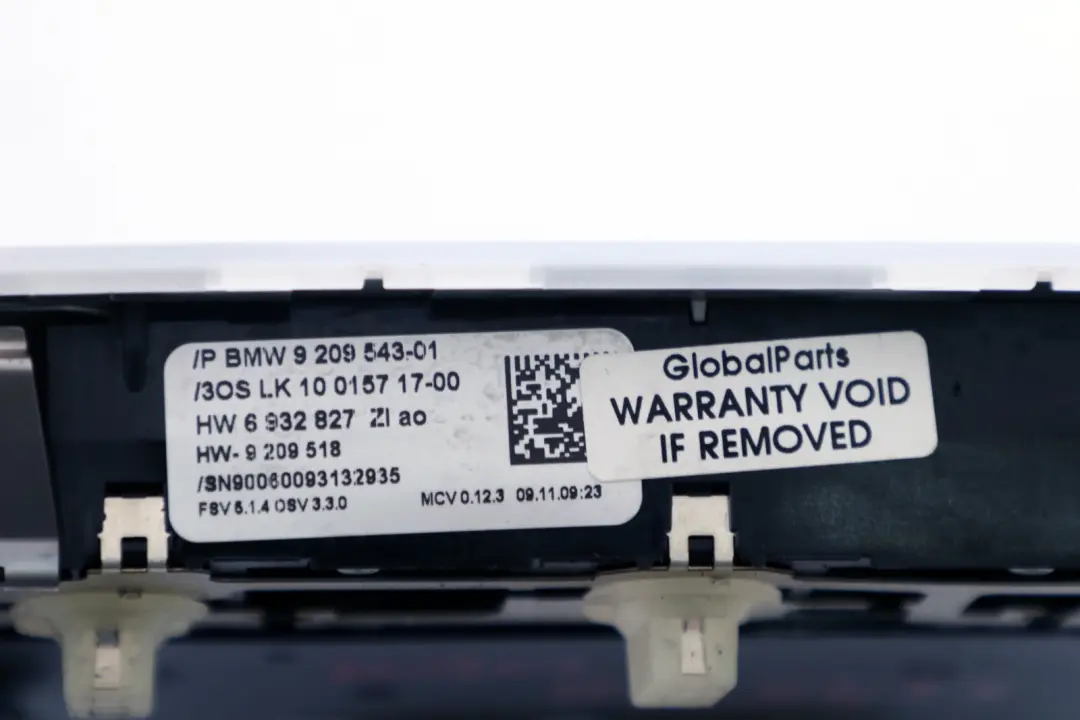 /P BMW 9 209 543-01
/3OS LK 10 0157 17-00
HW 6 932 827 ZI ao
HW- 9 209 518
/SN90060093132935
FSV 5.1.4 OSV 3.3.0 MCV 0.12.3 09.11.09:23
GlobalParts
WARRANTY VOID
IF REMOVED